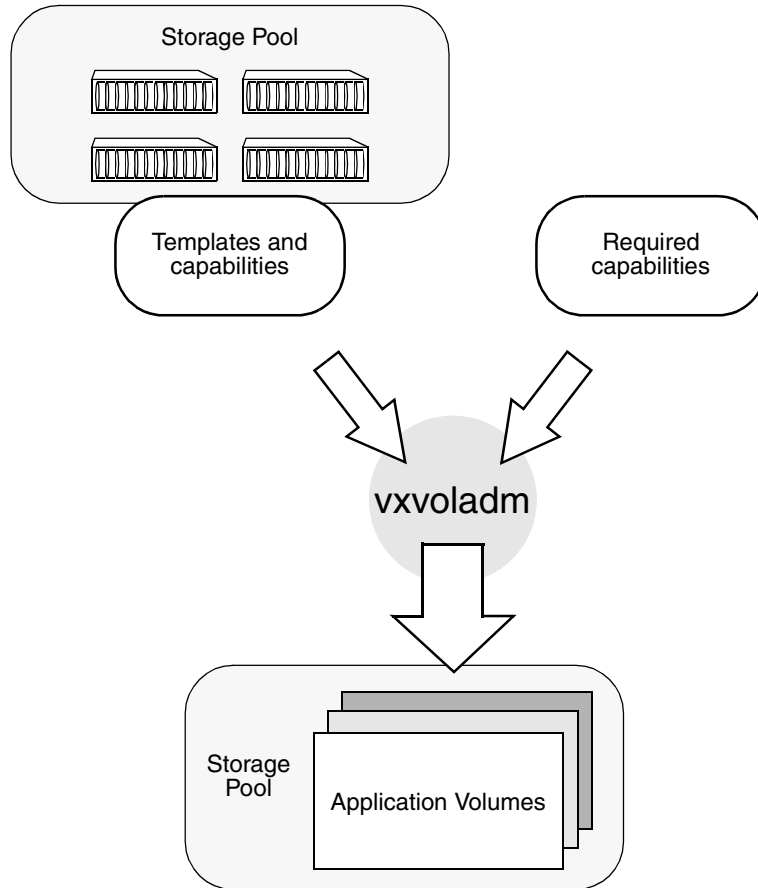 Storage Pool
Templates and
capabilities
Required
capabilities
vxvoladm
Storage
Pool
Application Volumes